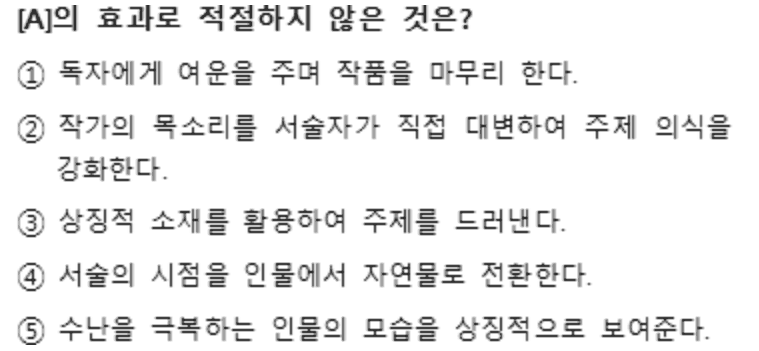 [A]의 효과로 적절하지 않은 것은?
① 독자에게 여운을 주며 작품을 마무리 한다.
② 작가의 목소리를 서술자가 직접 대변하여 주제 의식을
강화한다.
③ 상징적 소재를 활용하여 주제를 드러낸다.
④ 서술의 시점을 인물에서 자연물로 전환한다.
⑤ 수난을 극복하는 인물의 모습을 상징적으로 보여준다.